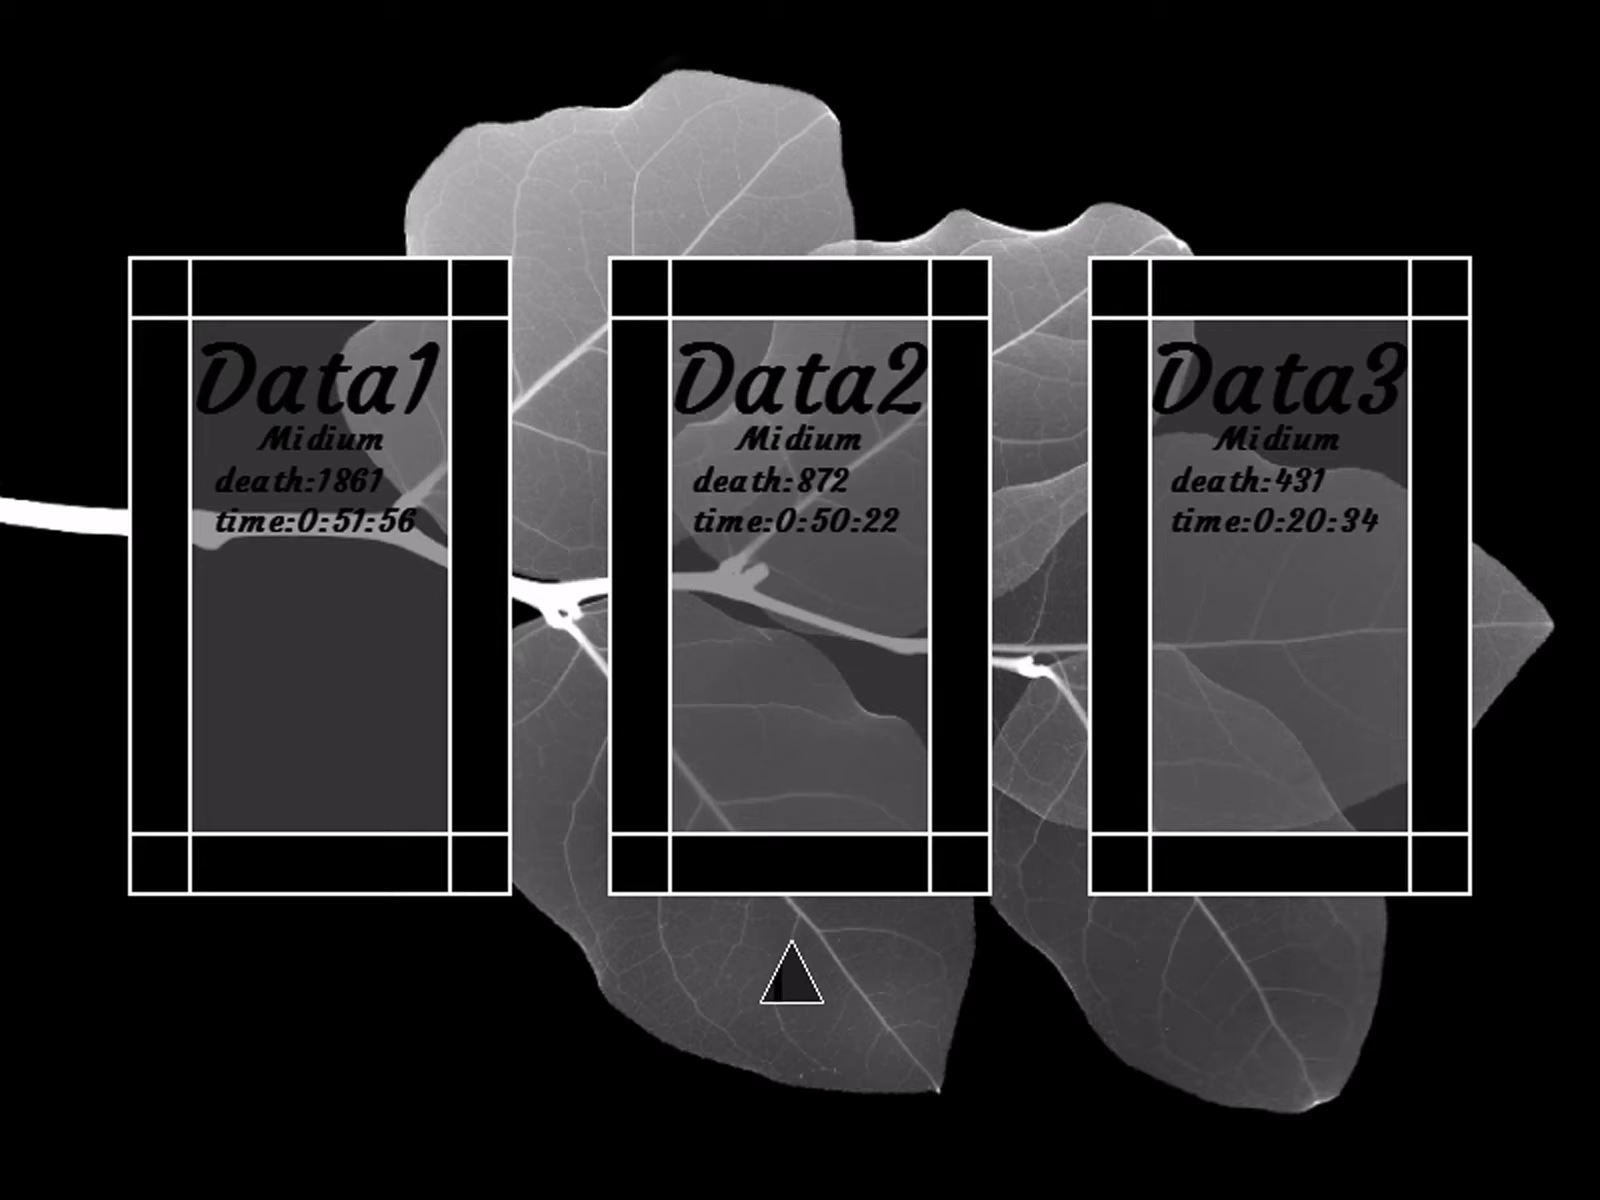 Data1
Midium
death:1861
time:0:51:56
Data2
Midium
death:872
time:0:50:22
Data3
Midium
death:431
time:0:20:34